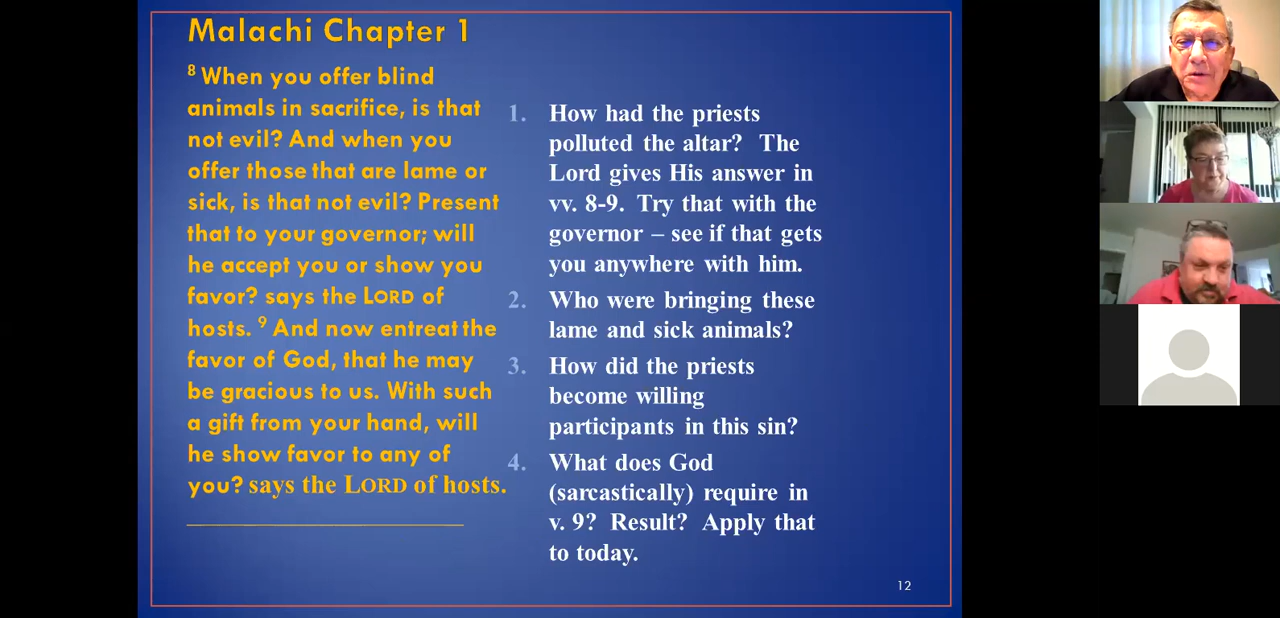 Malachi Chapter 1
8 When you offer blind
animals in sacrifice, is that
not evil? And when you
offer those that are lame or
sick, is that not evil? Present
that to your governor; will
he accept you or show you
favor? says the LORD of
hosts. 9 And now entreat the
favor of God, that he may
be gracious to us. With such
a gift from your hand, will
he show favor to any of
you? says the LORD of hosts.
1. How had the priests
polluted the altar? The
Lord gives His answer in
vv. 8-9. Try that with the
governor – see if that gets
you anywhere with him.
2. Who were bringing these
lame and sick animals?
3. How did the priests
become willing
participants in this sin?
4. What does God
(sarcastically) require in
v. 9? Result? Apply that
to today.
12